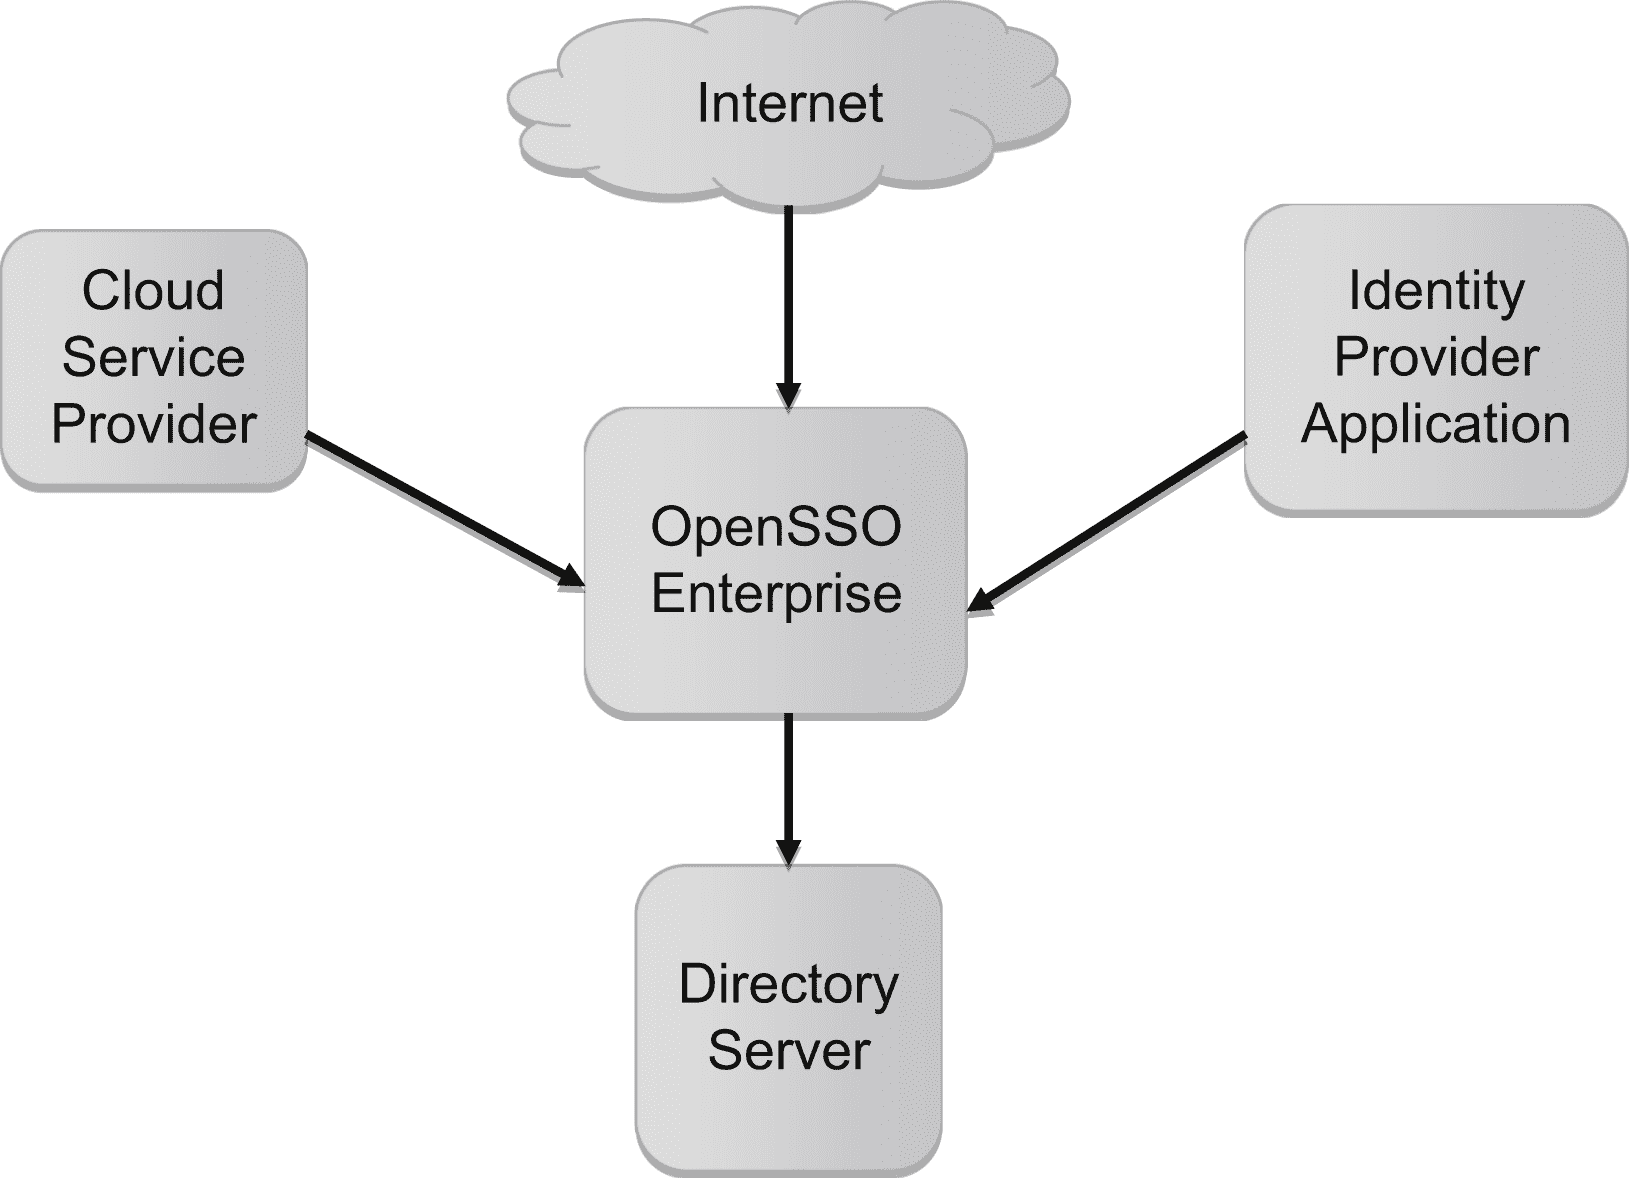 Internet
Cloud
Service
Provider
Identity
Provider
Application
OpenSSO
Enterprise
Directory
Server